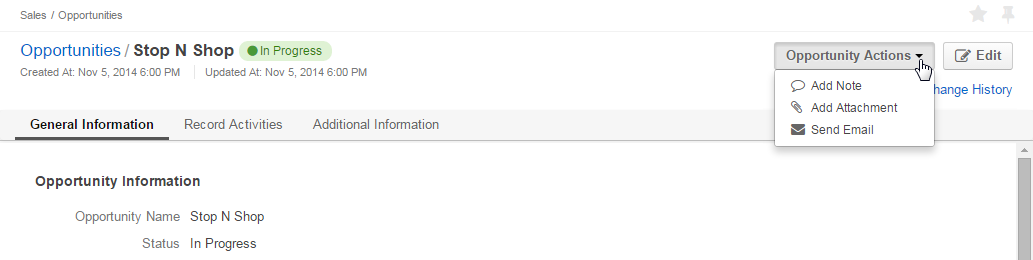 Sales / Opportunities
Opportunities / Stop N Shop In Progress
Opportunity Actions Edit
Created At: Nov 5, 2014 6:00 PM Updated At: Nov 5, 2014 6:00 PM
Add Note
Add Attachment
Send Email
History
General Information Record Activities Additional Information
Opportunity Information
Opportunity Name Stop N Shop
Status In Progress